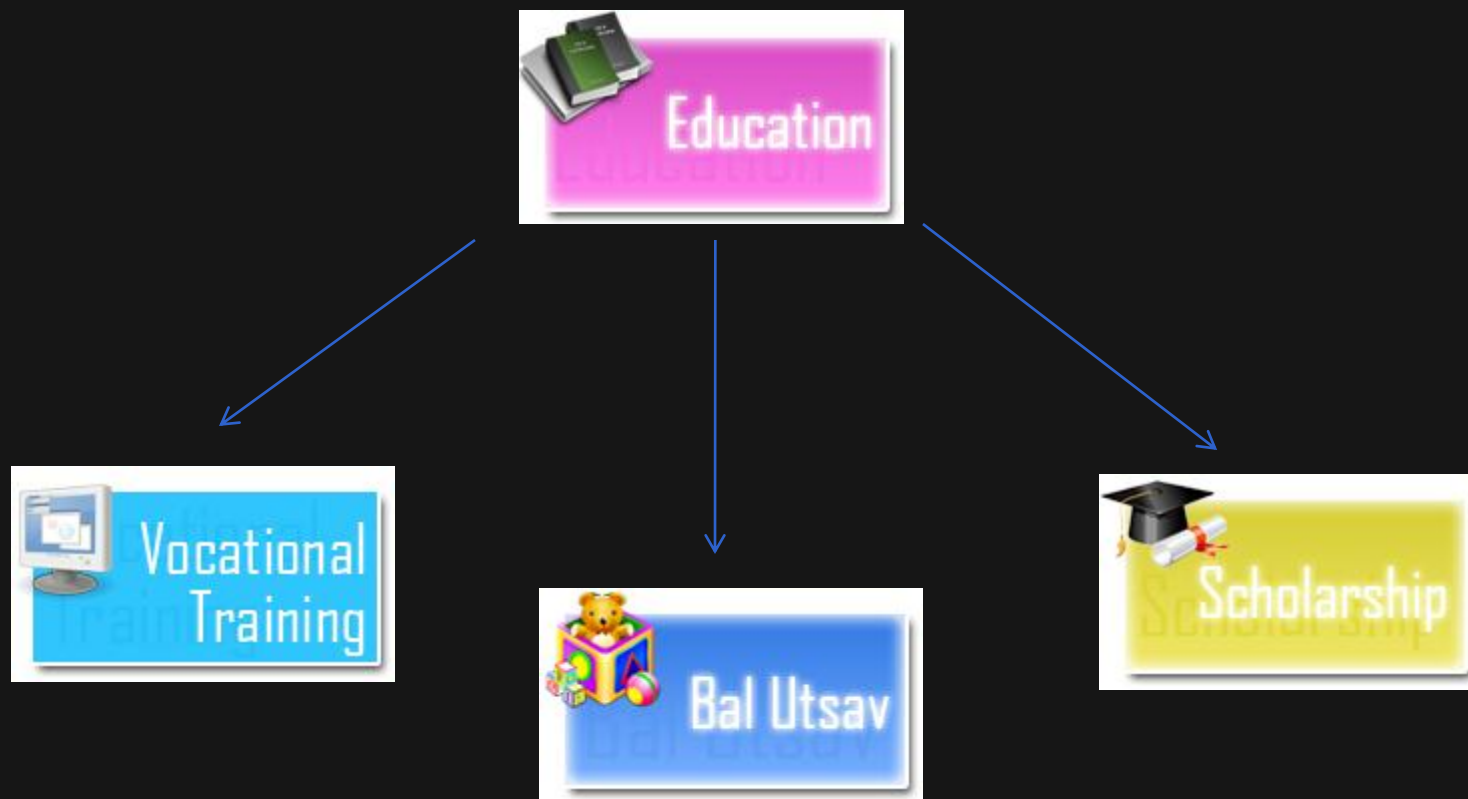 Education
Vocational
Training
Bal Utsav
Scholarship